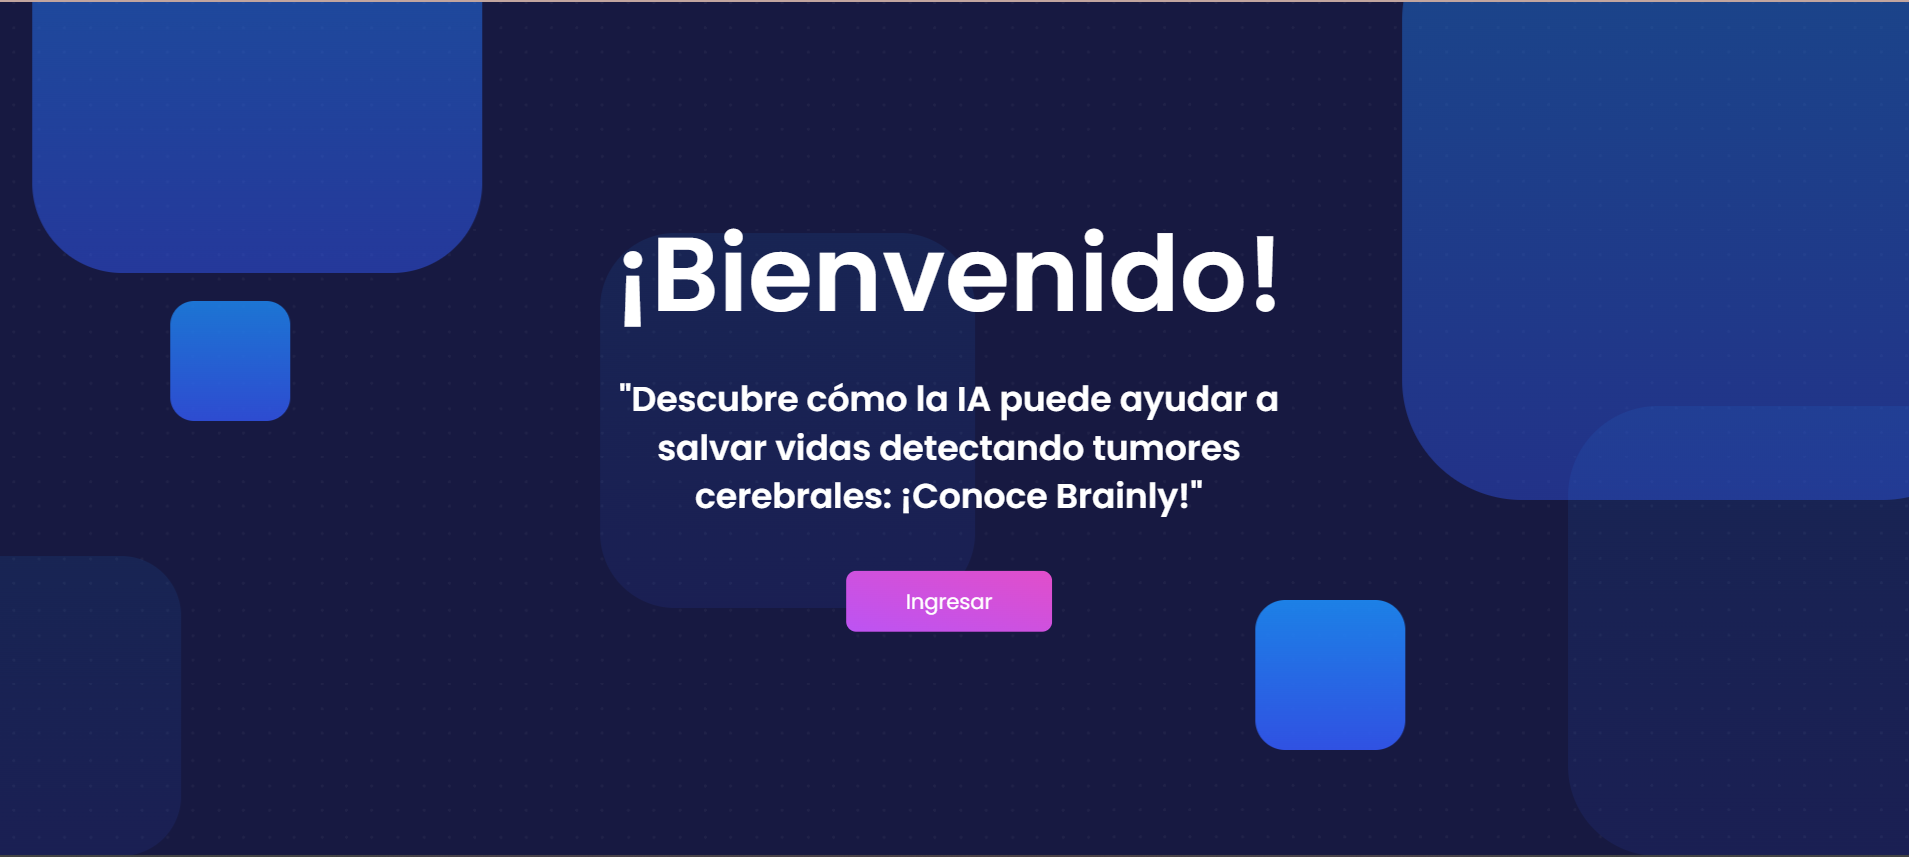 ¡Bienvenido!
"Descubre cómo la IA puede ayudar a
salvar vidas detectando tumores
cerebrales: ¡Conoce Brainly!"
Ingresar